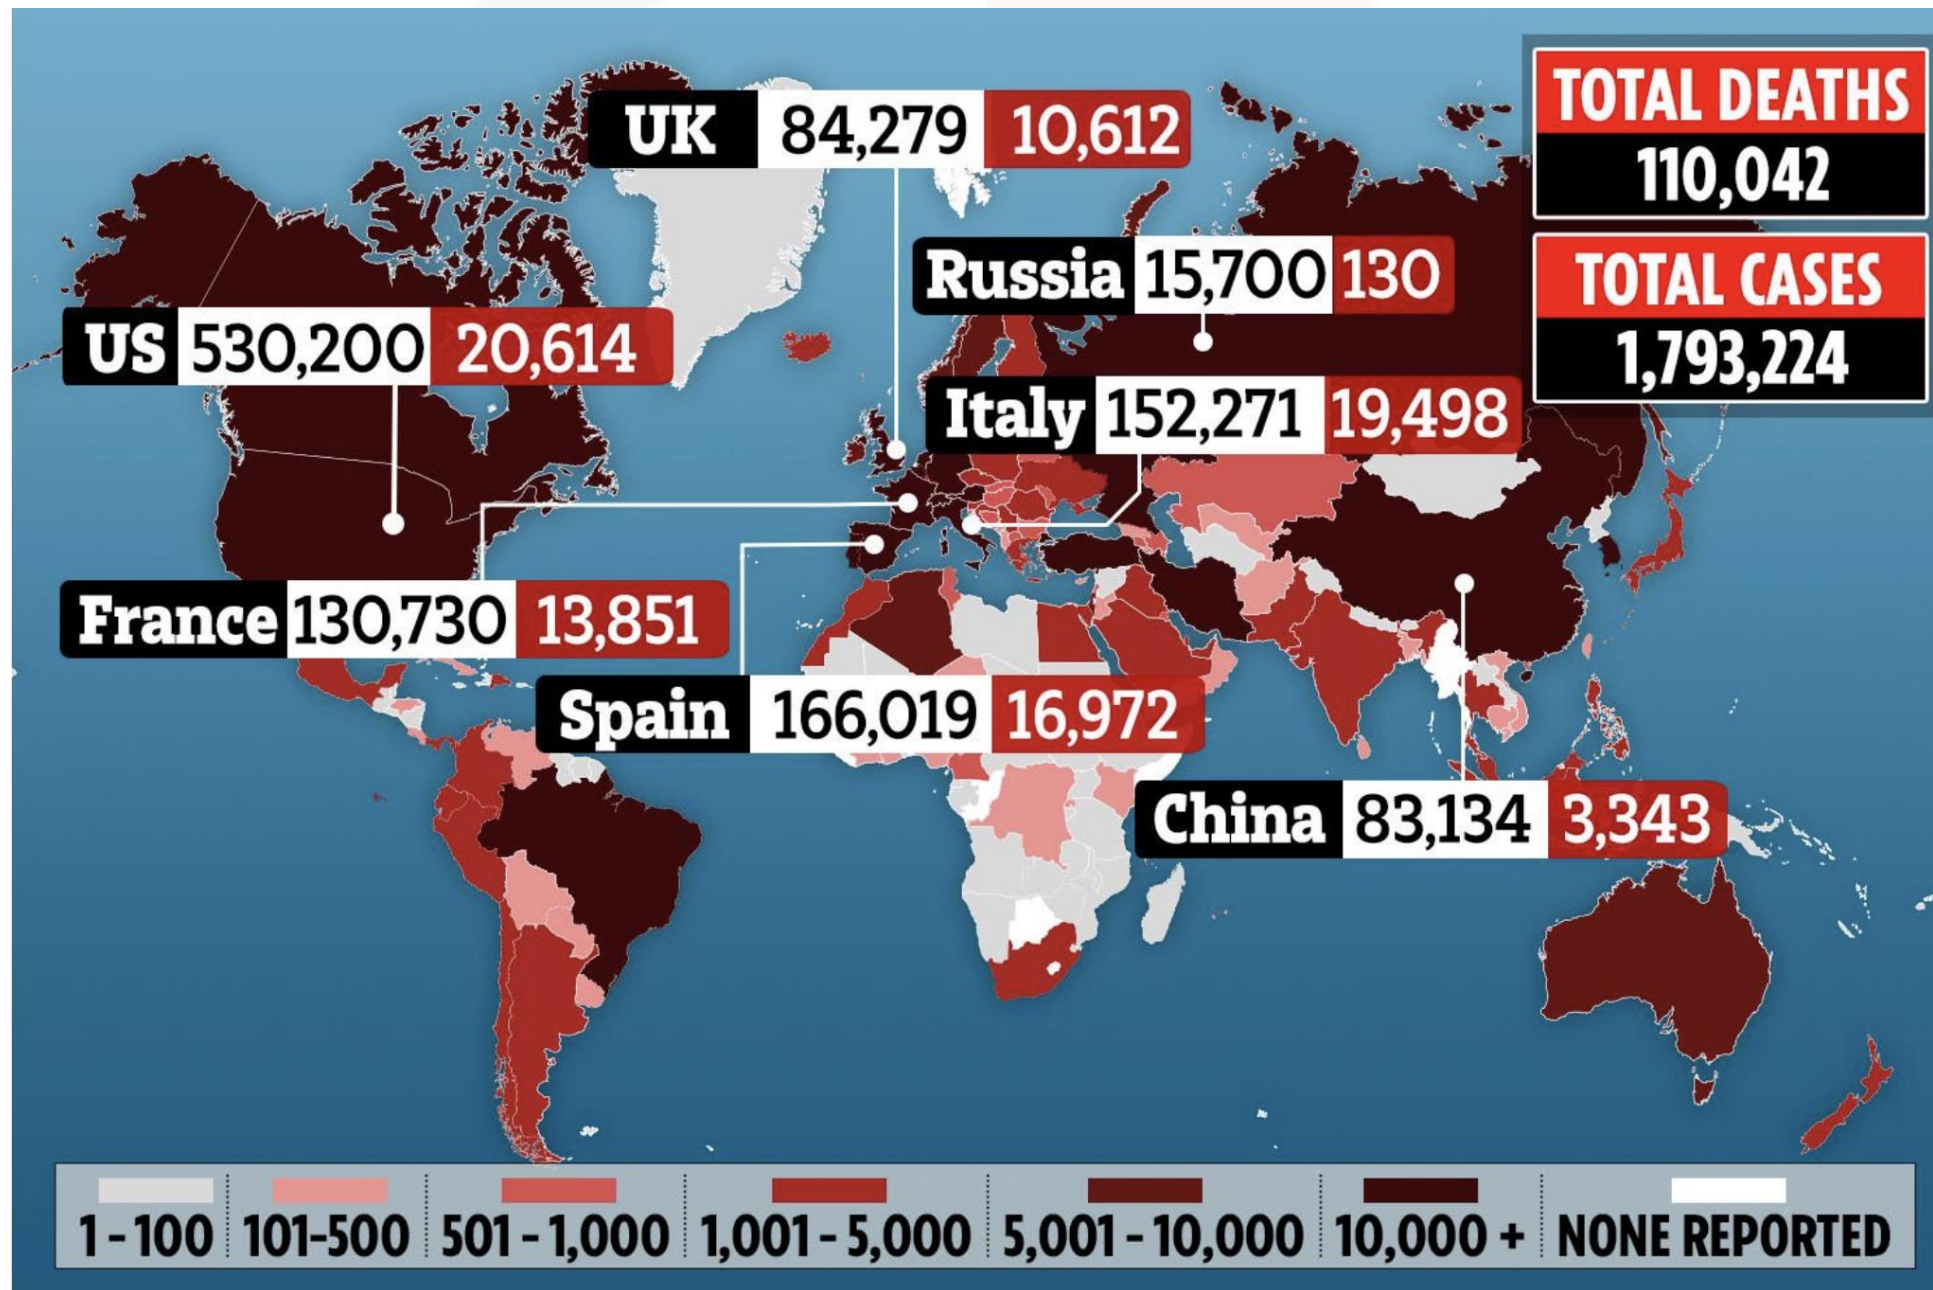 TOTAL DEATHS
110,042
TOTAL CASES
1,793,224
UK 84,279 10,612
Russia 15,700 130
US 530,200 20,614
Italy 152,271 19,498
France 130,730 13,851
Spain 166,019 16,972
China 83,134 3,343
1 - 100 101-500 501 - 1,000 1,001 - 5,000 5,001 - 10,000 10,000 + NONE REPORTED